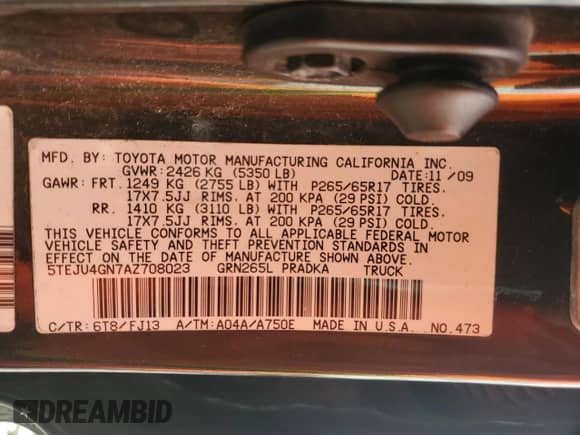 MFD. BY: TOYOTA MOTOR MANUFACTURING CALIFORNIA INC.
GVWR: 2426 KG (5350 LB) DATE: 11/09
GAWR: FRT. 1249 KG (2755 LB) WITH P265/65R17 TIRES.
17X7.5JJ RIMS. AT 200 KPA (29 PSI) COLD.
RR. 1410 KG (3110 LB) WITH P265/65R17 TIRES.
17X7.5JJ RIMS. AT 200 KPA (29 PSI) COLD.
THIS VEHICLE CONFORMS TO ALL APPLICABLE FEDERAL MOTOR
VEHICLE SAFETY AND THEFT PREVENTION STANDARDS IN
EFFECT ON THE DATE OF MANUFACTURE SHOWN ABOVE.
5TEJU4GN7AZ708023 GRN265L PRADKA TRUCK
C/TR: 6T8/FJ13 A/TM: A04A/A750E MADE IN U.S.A. NO. 473
DREAMBID